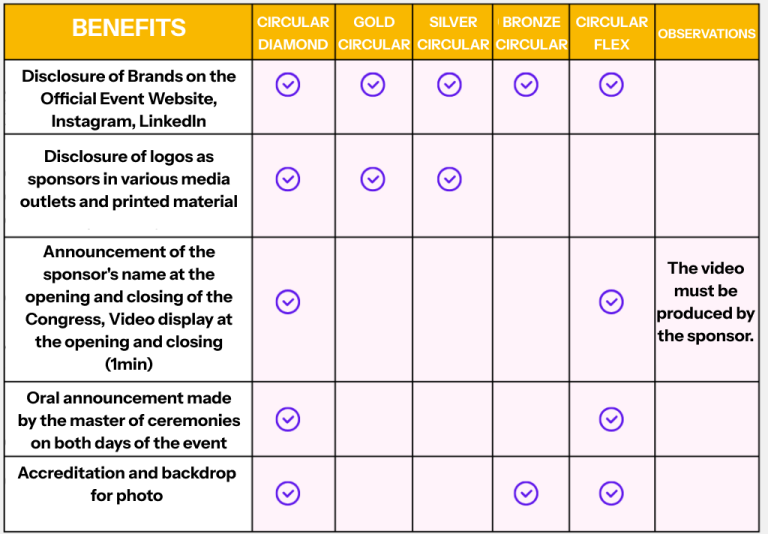 BENEFITS
CIRCULAR DIAMOND
GOLD CIRCULAR
SILVER CIRCULAR
BRONZE CIRCULAR
CIRCULAR FLEX
OBSERVATIONS
Disclosure of Brands on the
Official Event Website,
Instagram, LinkedIn
Disclosure of logos as
sponsors in various media
outlets and printed material
Announcement of the
sponsor's name at the
opening and closing of the
Congress, Video display at
the opening and closing
(1min)
The video
must be
produced by
the sponsor.
Oral announcement made
by the master of ceremonies
on both days of the event
Accreditation and backdrop
for photo